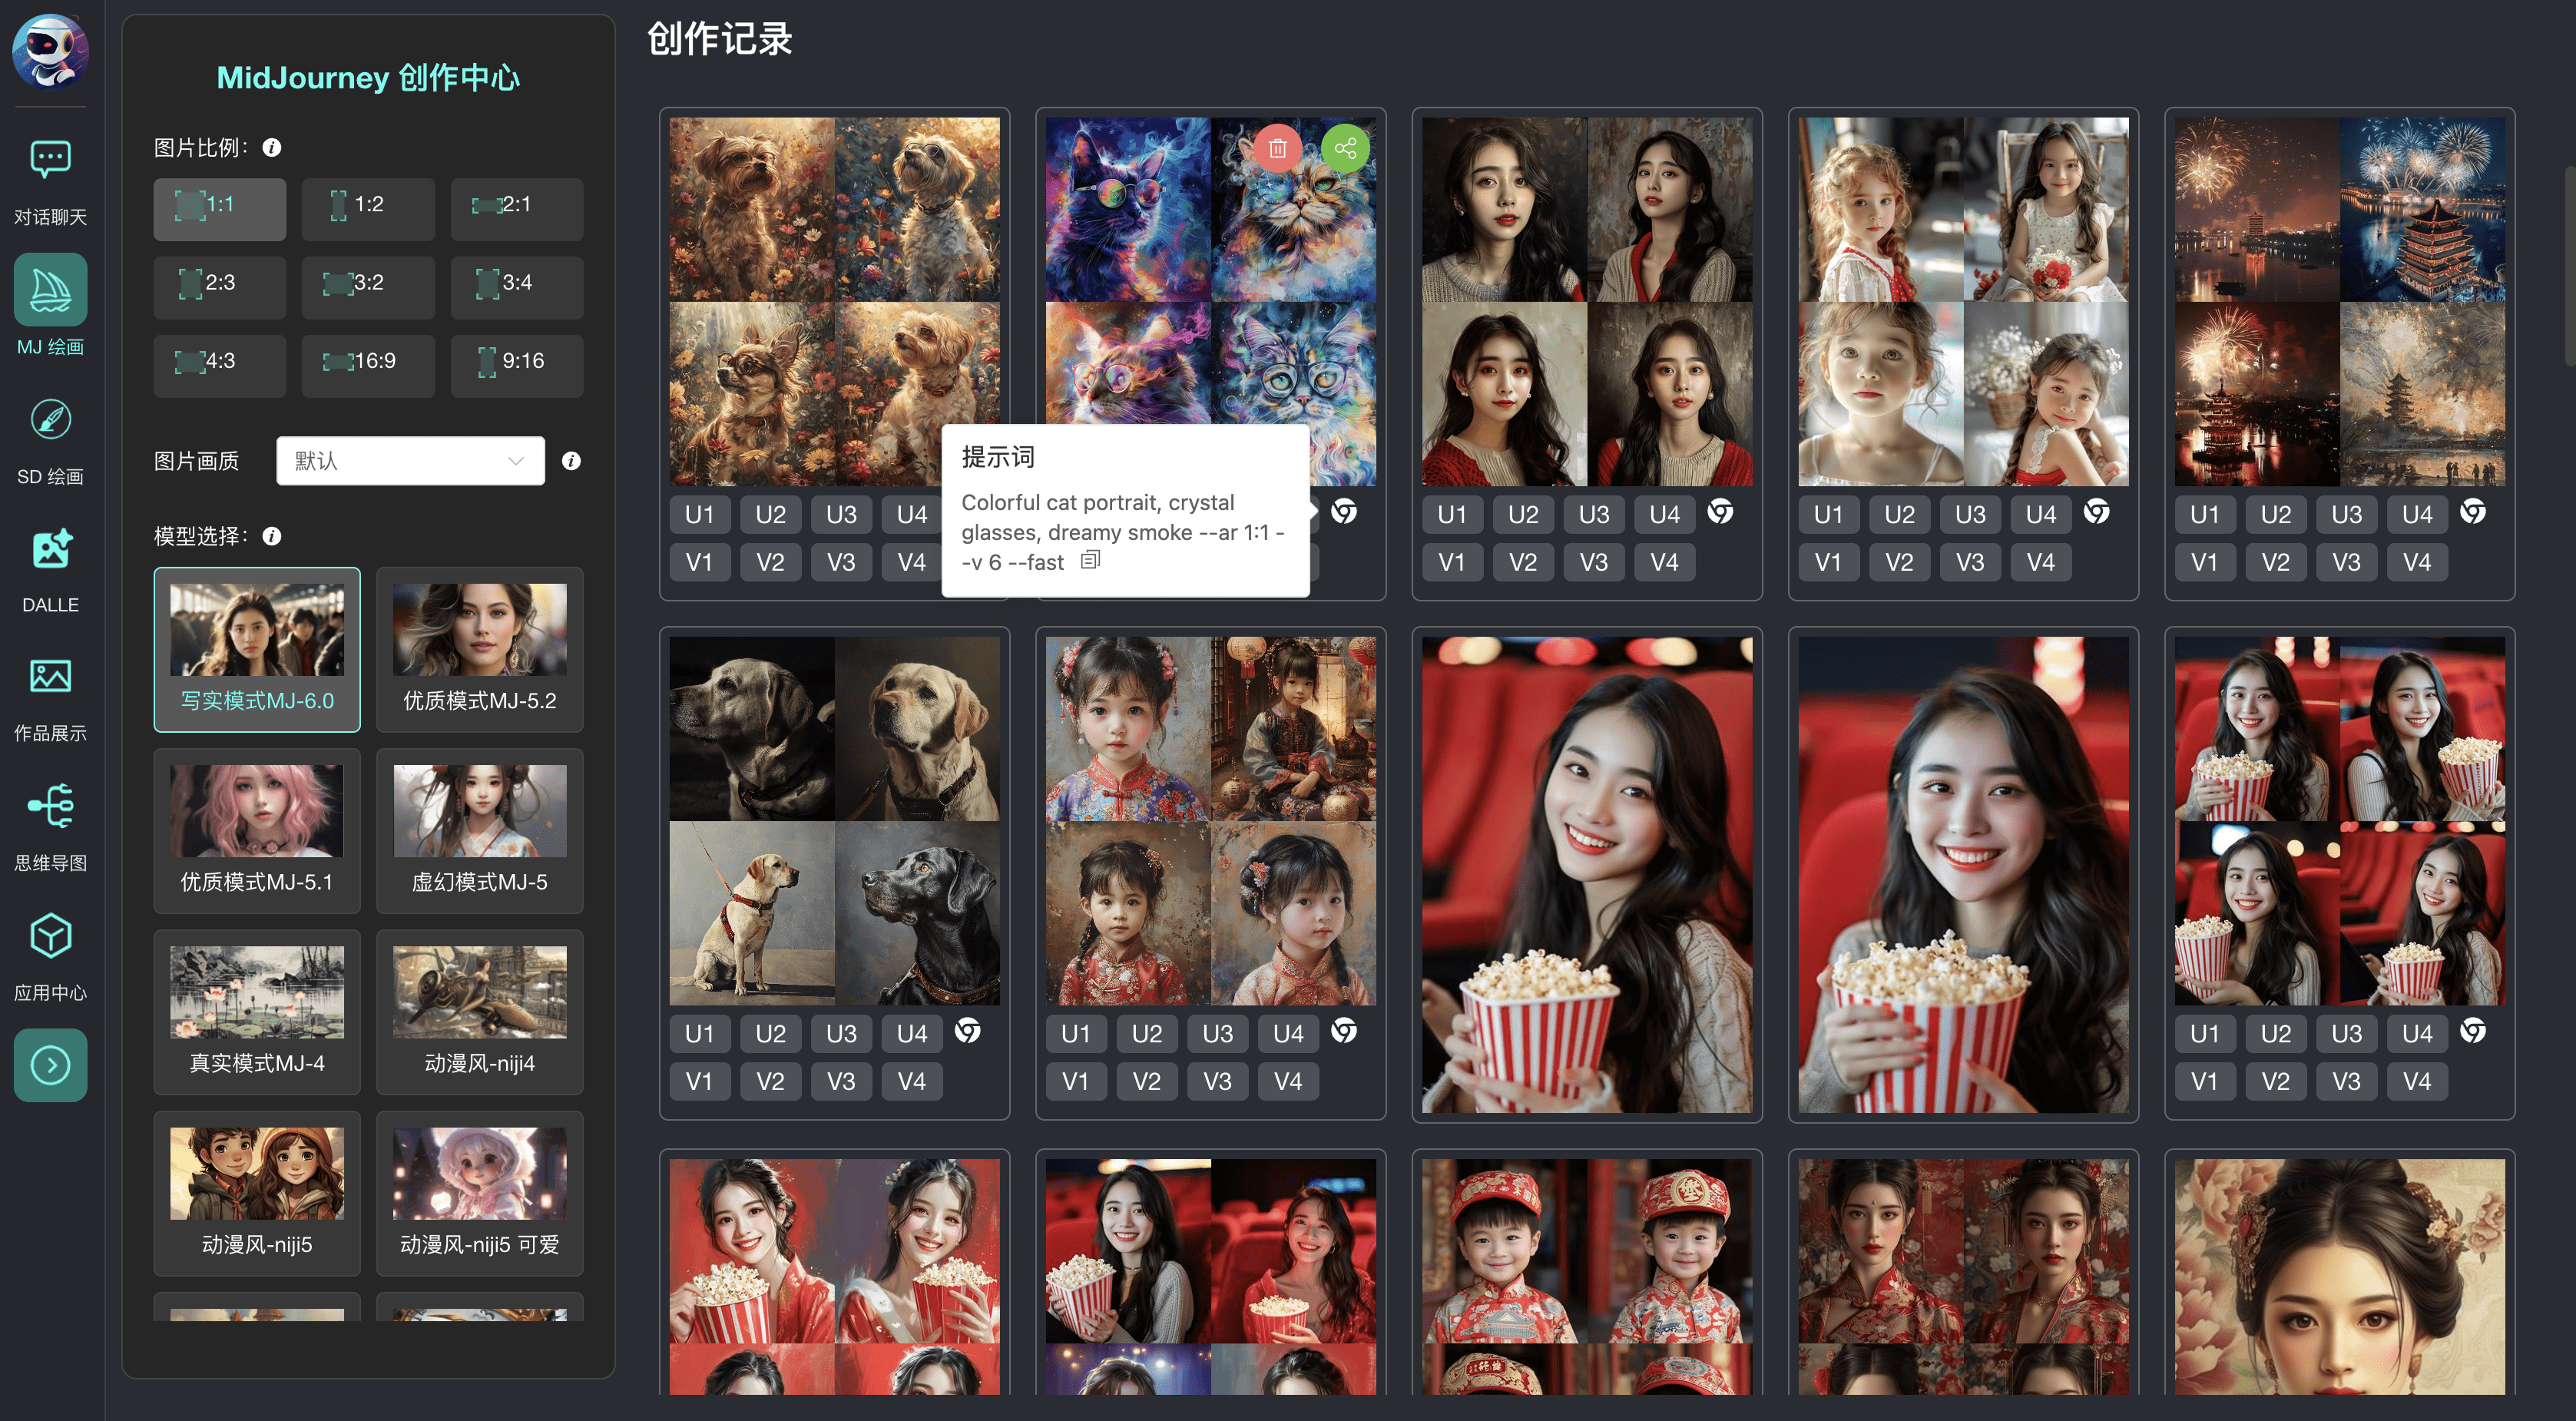 对话聊天
MJ 绘画
SD 绘画
DALLE
作品展示
思维导图
应用中心
MidJourney 创作中心
图片比例：
1:1
1:2
2:1
2:3
3:2
3:4
4:3
16:9
9:16
图片画质
默认
模型选择：
写实模式MJ-6.0
优质模式MJ-5.2
优质模式MJ-5.1
虚幻模式MJ-5
真实模式MJ-4
动漫风-niji4
动漫风-niji5
动漫风-niji5 可爱
创作记录
U1 U2 U3 U4
V1 V2 V3 V4
提示词
Colorful cat portrait, crystal
glasses, dreamy smoke --ar 1:1 -
-v 6 --fast
U1 U2 U3 U4
V1 V2 V3 V4
U1 U2 U3 U4
V1 V2 V3 V4
U1 U2 U3 U4
V1 V2 V3 V4
U1 U2 U3 U4
V1 V2 V3 V4
U1 U2 U3 U4
V1 V2 V3 V4
U1 U2 U3 U4
V1 V2 V3 V4